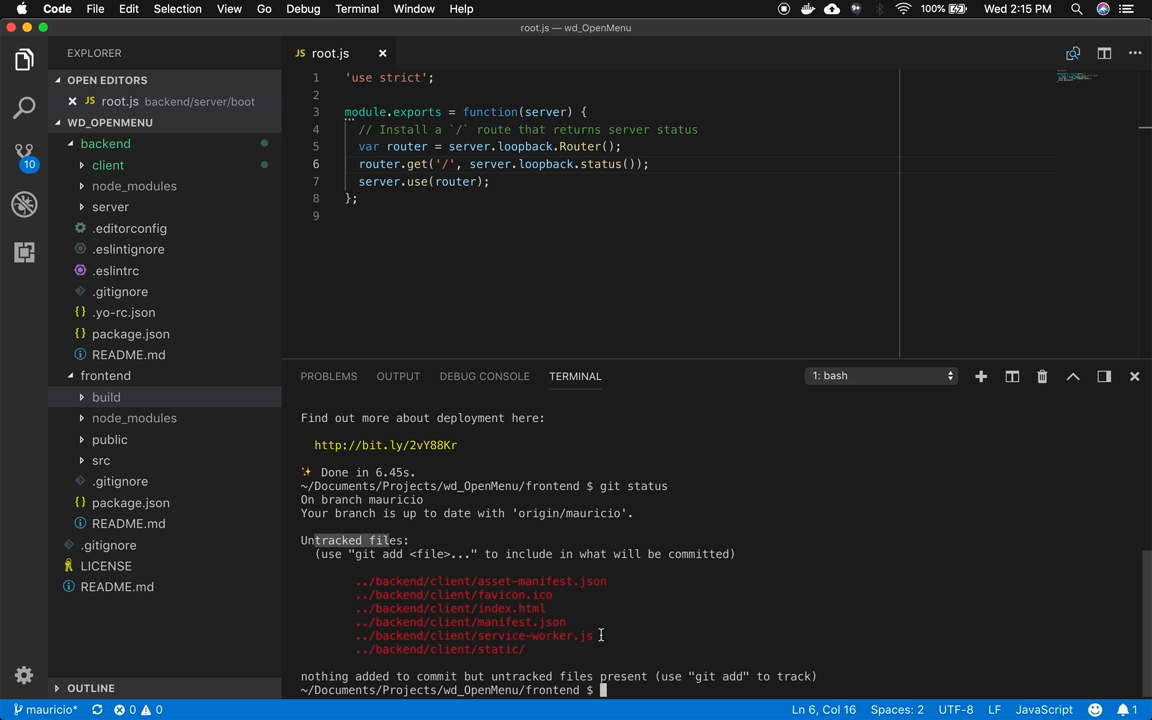 Code File Edit Selection View Go Debug Terminal Window Help 100% Wed 2:15 PM
root.js — wd_OpenMenu
EXPLORER
JS root.js ×
OPEN EDITORS
× JS root.js backend/server/boot
WD_OPENMENU
backend
client
node_modules
server
.editorconfig
.eslintignore
.eslintrc
.gitignore
{} .yo-rc.json
{} package.json
README.md
frontend
build
node_modules
public
src
.gitignore
{} package.json
README.md
.gitignore
LICENSE
README.md
OUTLINE
10
1 'use strict';
2
3 module.exports = function(server) {
4 // Install a `/` route that returns server status
5 var router = server.loopback.Router();
6 router.get('/', server.loopback.status());
7 server.use(router);
8 };
9
PROBLEMS OUTPUT DEBUG CONSOLE TERMINAL 1: bash
Find out more about deployment here:
http://bit.ly/2vY88Kr
✨ Done in 6.45s.
~/Documents/Projects/wd_OpenMenu/frontend $ git status
On branch mauricio
Your branch is up to date with 'origin/mauricio'.
Untracked files:
(use "git add <file>..." to include in what will be committed)
../backend/client/asset-manifest.json
../backend/client/favicon.ico
../backend/client/index.html
../backend/client/manifest.json
../backend/client/service-worker.js
../backend/client/static/
nothing added to commit but untracked files present (use "git add" to track)
~/Documents/Projects/wd_OpenMenu/frontend $
mauricio* 0 0 Ln 6, Col 16 Spaces: 2 UTF-8 LF JavaScript 1